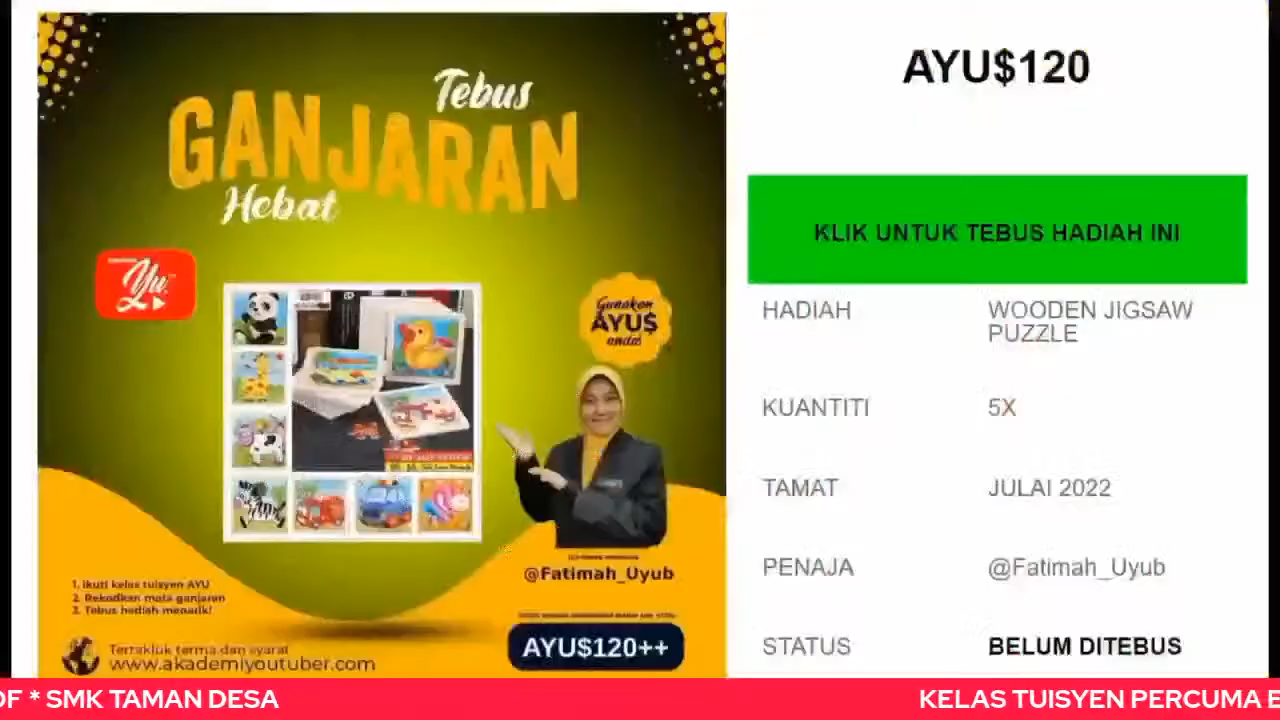 Tebus
GANJARAN
Hebat
Yu
Gunakan
AYU$
anda!
@Fatimah_Uyub
1. Ikuti kelas tuisyen AYU
2. Rekodkan mata ganjaran
3. Tebus hadiah menarik!
Tertakluk terma dan syarat
www.akademiyoutuber.com
AYU$120++
AYU$120
KLIK UNTUK TEBUS HADIAH INI
HADIAH WOODEN JIGSAW PUZZLE
KUANTITI 5X
TAMAT JULAI 2022
PENAJA @Fatimah_Uyub
STATUS BELUM DITEBUS
OF * SMK TAMAN DESA
KELAS TUISYEN PERCUMA E